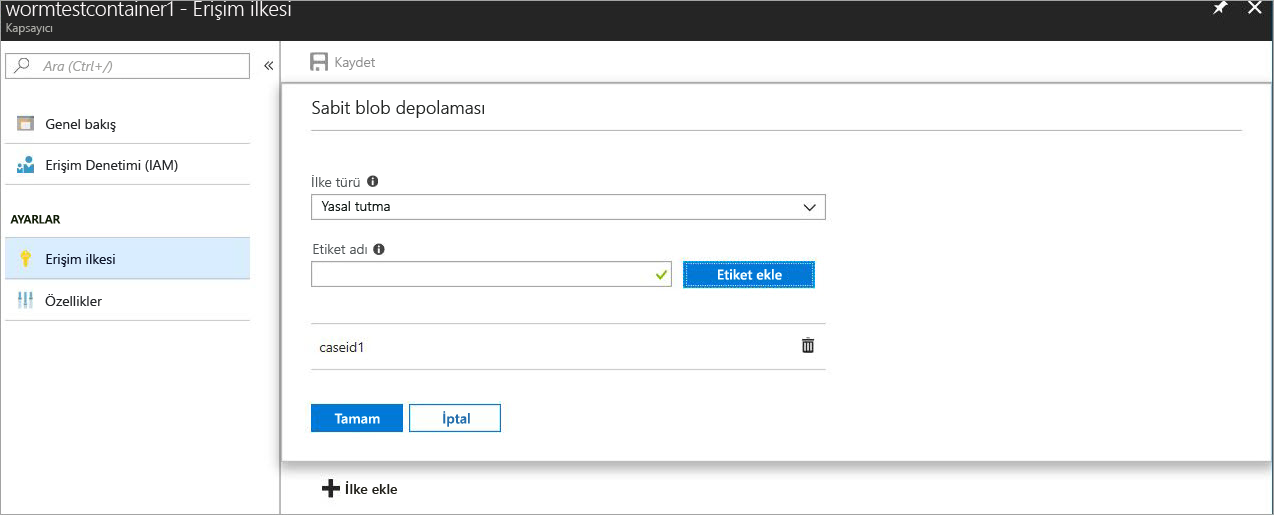 wormtestcontainer1 - Erişim ilkesi
Kapsayıcı
Ara (Ctrl+/)
Genel bakış
Erişim Denetimi (IAM)
AYARLAR
Erişim ilkesi
Özellikler
Kaydet
Sabit blob depolaması
İlke türü
Yasal tutma
Etiket adı
Etiket ekle
caseid1
Tamam
İptal
İlke ekle